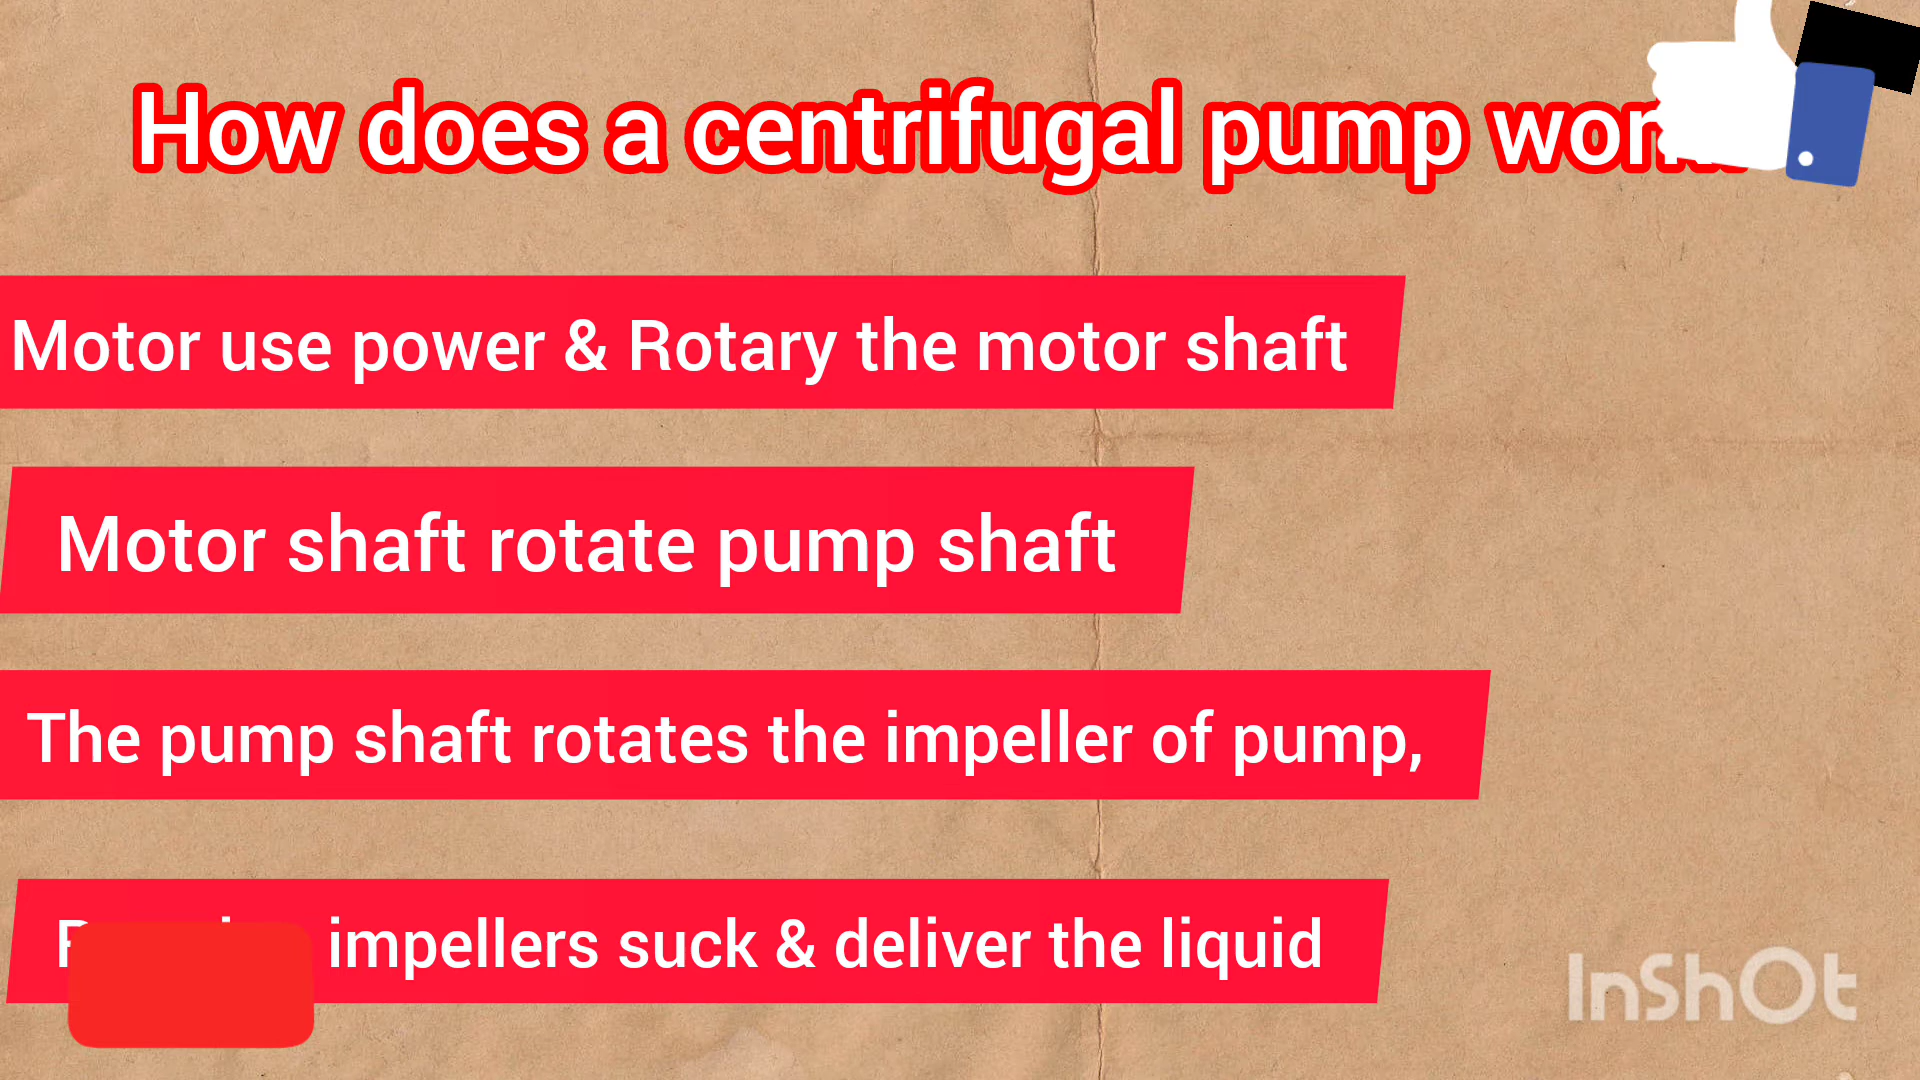 How does a centrifugal pump
Motor use power & Rotary the motor shaft
Motor shaft rotate pump shaft
The pump shaft rotates the impeller of pump,
impellers suck & deliver the liquid
InShOt